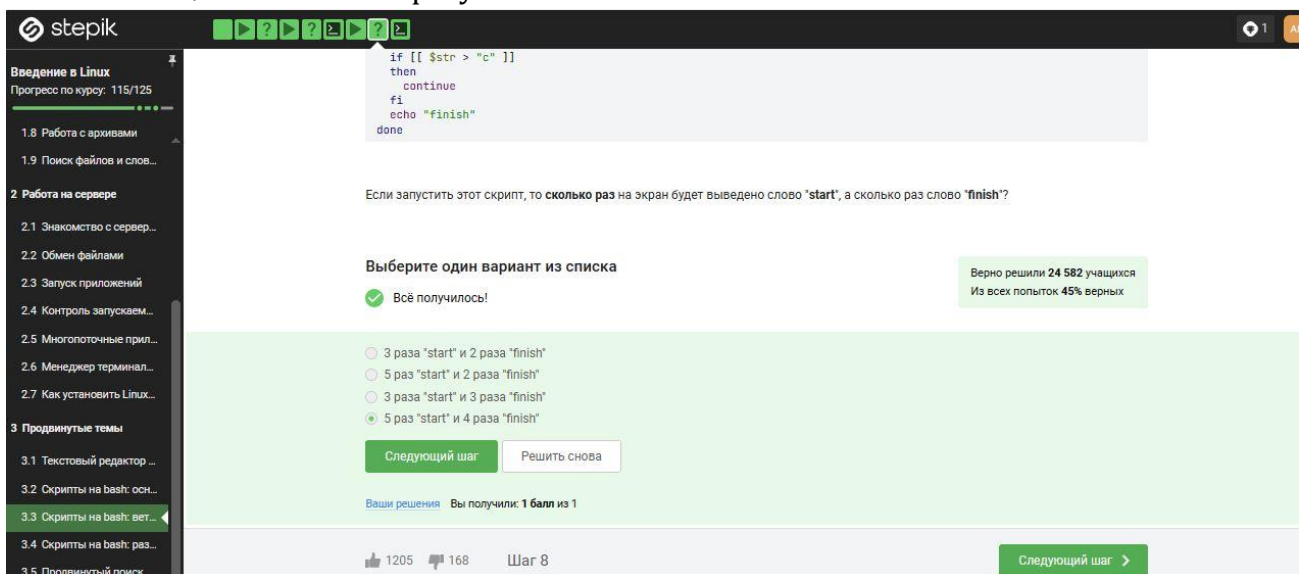 stepik
1
Введение в Linux
Прогресс по курсу: 115/125
1.8 Работа с архивами
1.9 Поиск файлов и слов...
2 Работа на сервере
2.1 Знакомство с сервер...
2.2 Обмен файлами
2.3 Запуск приложений
2.4 Контроль запускаем...
2.5 Многопоточные прил...
2.6 Менеджер терминал...
2.7 Как установить Linux...
3 Продвинутые темы
3.1 Текстовый редактор ...
3.2 Скрипты на bash: осн...
3.3 Скрипты на bash: вет...
3.4 Скрипты на bash: раз...
3.5 Продвинутый поиск
if [[ $str > "c" ]]
then
continue
fi
echo "finish"
done
Если запустить этот скрипт, то сколько раз на экран будет выведено слово "start", а сколько раз слово "finish"?
Выберите один вариант из списка
Всё получилось!
Верно решили 24 582 учащихся
Из всех попыток 45% верных
3 раза "start" и 2 раза "finish"
5 раз "start" и 2 раза "finish"
3 раза "start" и 3 раза "finish"
5 раз "start" и 4 раза "finish"
Следующий шаг Решить снова
Ваши решения Вы получили: 1 балл из 1
1205 168 Шаг 8
Следующий шаг